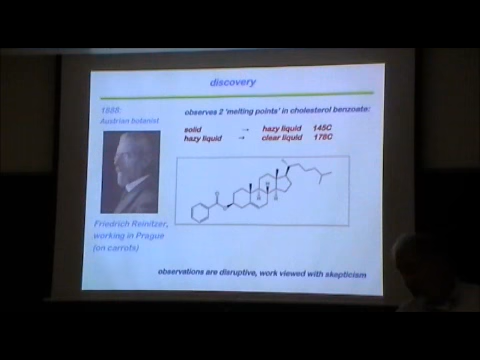 discovery
1888:
Austrian botanist
observes 2 'melting points' in cholesterol benzoate:
solid → hazy liquid 145C
hazy liquid → clear liquid 178C
Friedrich Reinitzer,
working in Prague
(on carrots)
observations are disruptive, work viewed with skepticism